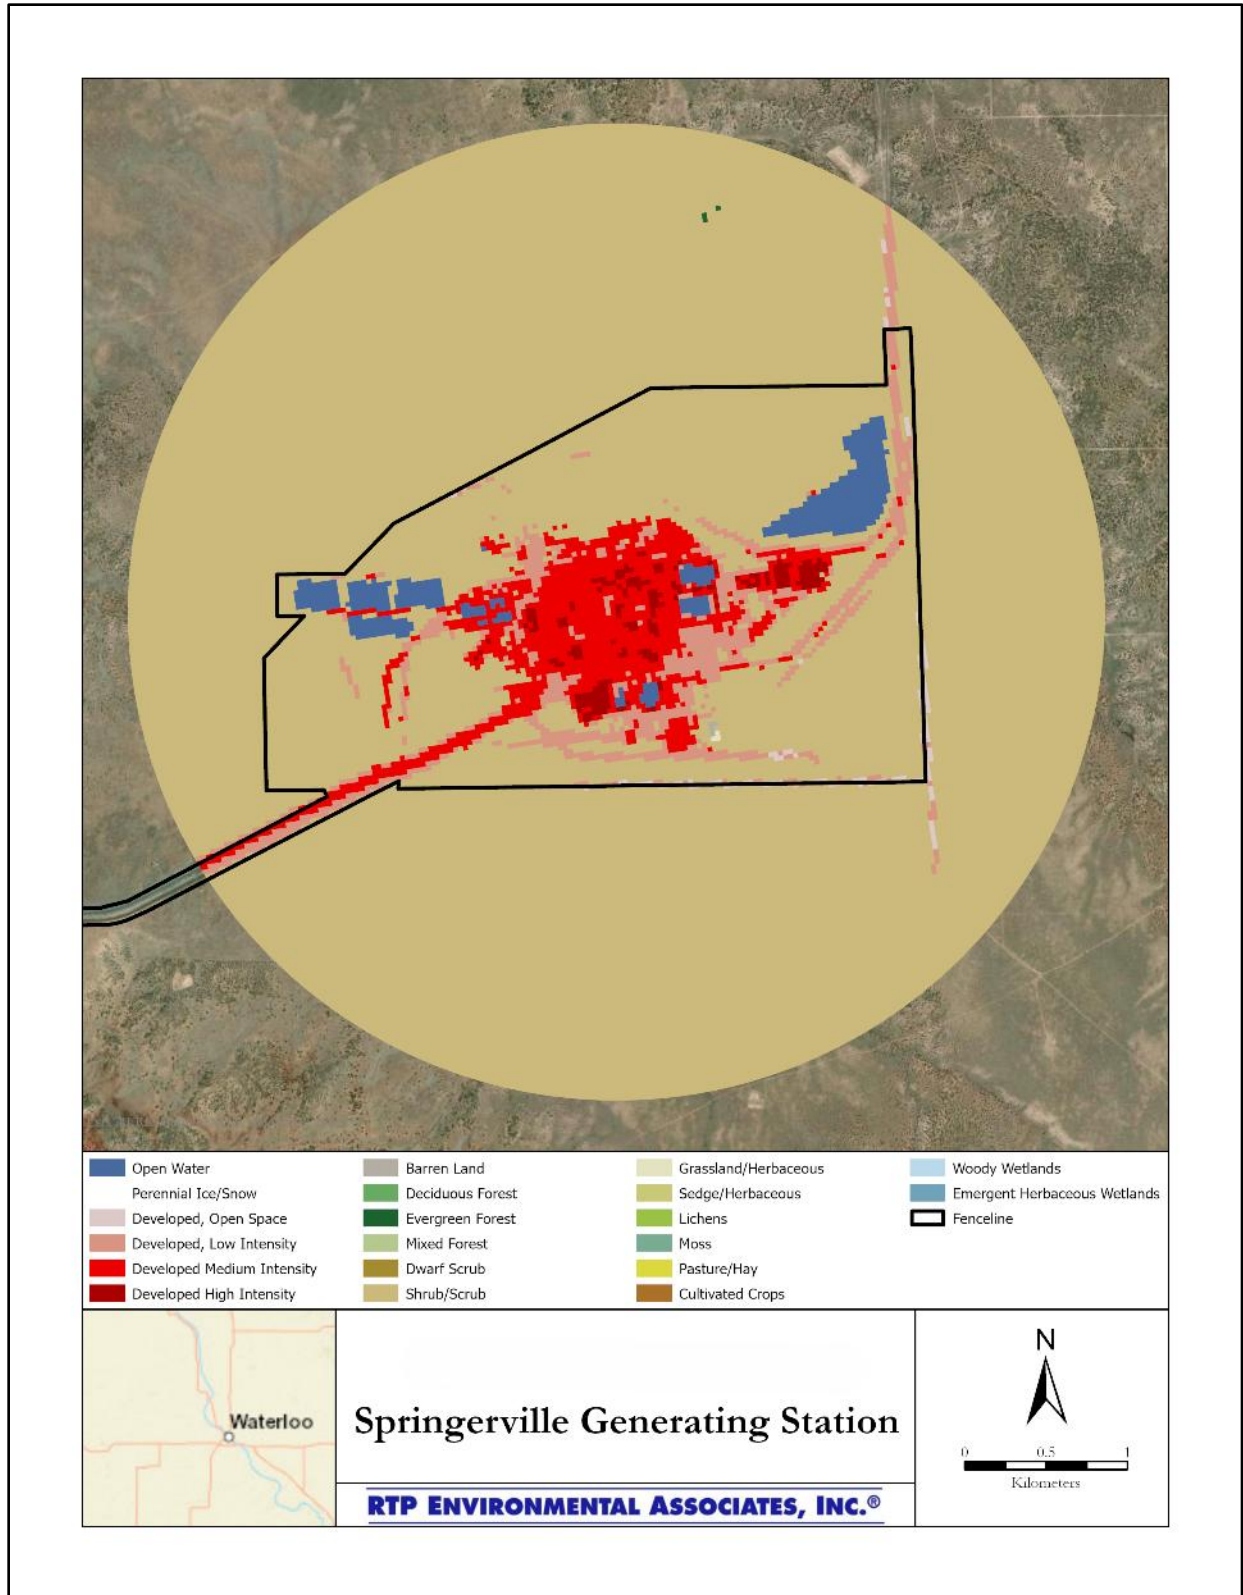 Open Water
Perennial Ice/Snow
Developed, Open Space
Developed, Low Intensity
Developed Medium Intensity
Developed High Intensity
Barren Land
Deciduous Forest
Evergreen Forest
Mixed Forest
Dwarf Scrub
Shrub/Scrub
Grassland/Herbaceous
Sedge/Herbaceous
Lichens
Moss
Pasture/Hay
Cultivated Crops
Woody Wetlands
Emergent Herbaceous Wetlands
Fenceline
Waterloo
Springerville Generating Station
RTP ENVIRONMENTAL ASSOCIATES, INC.®
N
0 0.5 1
Kilometers